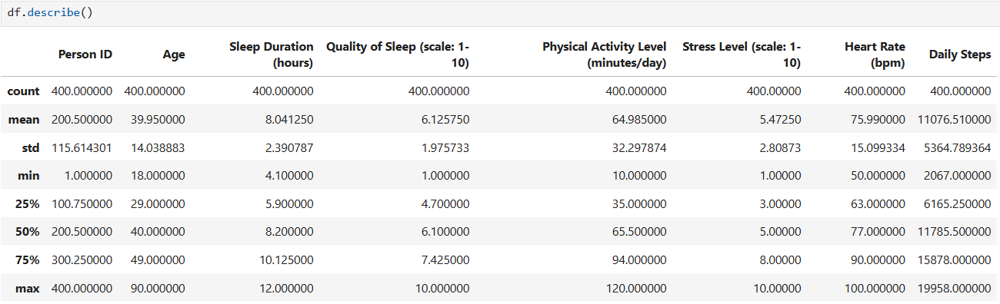 df.describe()
Person ID Age Sleep Duration (hours) Quality of Sleep (scale: 1-10) Physical Activity Level (minutes/day) Stress Level (scale: 1-10) Heart Rate (bpm) Daily Steps
count 400.000000 400.000000 400.000000 400.000000 400.000000 400.00000 400.000000 400.000000
mean 200.500000 39.950000 8.041250 6.125750 64.985000 5.47250 75.990000 11076.510000
std 115.614301 14.038883 2.390787 1.975733 32.297874 2.80873 15.099334 5364.789364
min 1.000000 18.000000 4.100000 1.000000 10.000000 1.00000 50.000000 2067.000000
25% 100.750000 29.000000 5.900000 4.700000 35.000000 3.00000 63.000000 6165.250000
50% 200.500000 40.000000 8.200000 6.100000 65.500000 5.00000 77.000000 11785.500000
75% 300.250000 49.000000 10.125000 7.425000 94.000000 8.00000 90.000000 15878.000000
max 400.000000 90.000000 12.000000 10.000000 120.000000 10.00000 100.000000 19958.000000